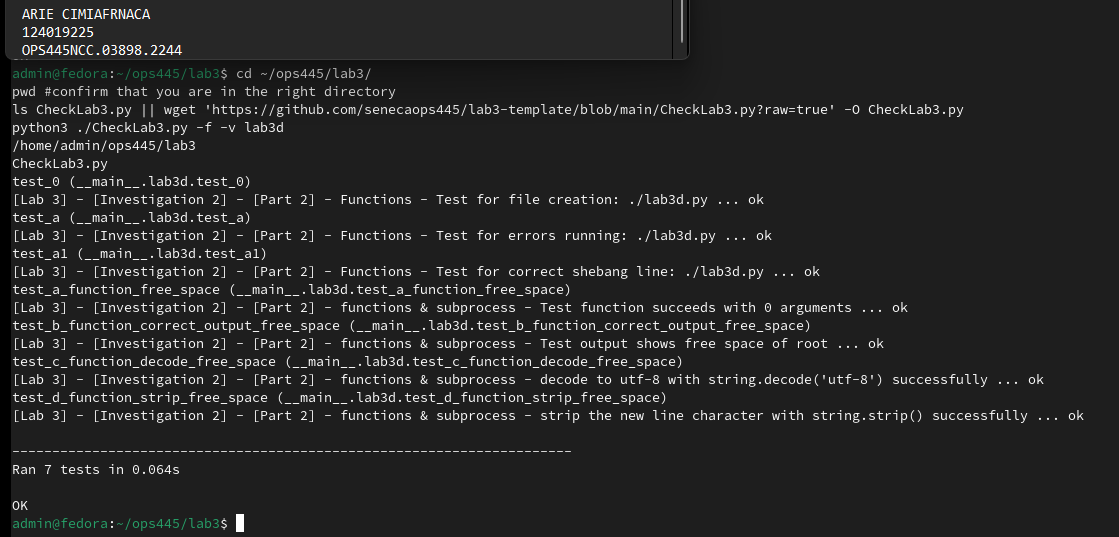 ARIE CIMIAFRNACA
124019225
OPS445NCC.03898.2244
admin@fedora:~/ops445/lab3$ cd ~/ops445/lab3/
pwd #confirm that you are in the right directory
ls CheckLab3.py || wget 'https://github.com/senecaops445/lab3-template/blob/main/CheckLab3.py?raw=true' -O CheckLab3.py
python3 ./CheckLab3.py -f -v lab3d
/home/admin/ops445/lab3
CheckLab3.py
test_0 (__main__.lab3d.test_0)
[Lab 3] - [Investigation 2] - [Part 2] - Functions - Test for file creation: ./lab3d.py ... ok
test_a (__main__.lab3d.test_a)
[Lab 3] - [Investigation 2] - [Part 2] - Functions - Test for errors running: ./lab3d.py ... ok
test_a1 (__main__.lab3d.test_a1)
[Lab 3] - [Investigation 2] - [Part 2] - Functions - Test for correct shebang line: ./lab3d.py ... ok
test_a_function_free_space (__main__.lab3d.test_a_function_free_space)
[Lab 3] - [Investigation 2] - [Part 2] - functions & subprocess - Test function succeeds with 0 arguments ... ok
test_b_function_correct_output_free_space (__main__.lab3d.test_b_function_correct_output_free_space)
[Lab 3] - [Investigation 2] - [Part 2] - functions & subprocess - Test output shows free space of root ... ok
test_c_function_decode_free_space (__main__.lab3d.test_c_function_decode_free_space)
[Lab 3] - [Investigation 2] - [Part 2] - functions & subprocess - decode to utf-8 with string.decode('utf-8') successfully ... ok
test_d_function_strip_free_space (__main__.lab3d.test_d_function_strip_free_space)
[Lab 3] - [Investigation 2] - [Part 2] - functions & subprocess - strip the new line character with string.strip() successfully ... ok
----------------------------------------------------------------------
Ran 7 tests in 0.064s
OK
admin@fedora:~/ops445/lab3$